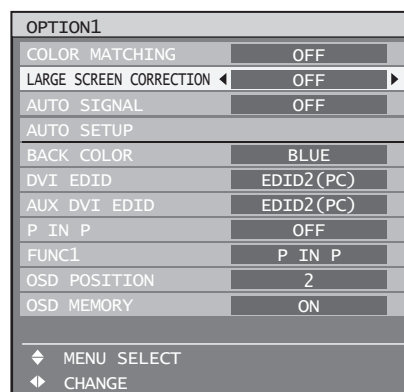 OPTION1
COLOR MATCHING OFF
LARGE SCREEN CORRECTION OFF
AUTO SIGNAL OFF
AUTO SETUP
BACK COLOR BLUE
DVI EDID EDID2(PC)
AUX DVI EDID EDID2(PC)
P IN P OFF
FUNC1 P IN P
OSD POSITION 2
OSD MEMORY ON
MENU SELECT
CHANGE